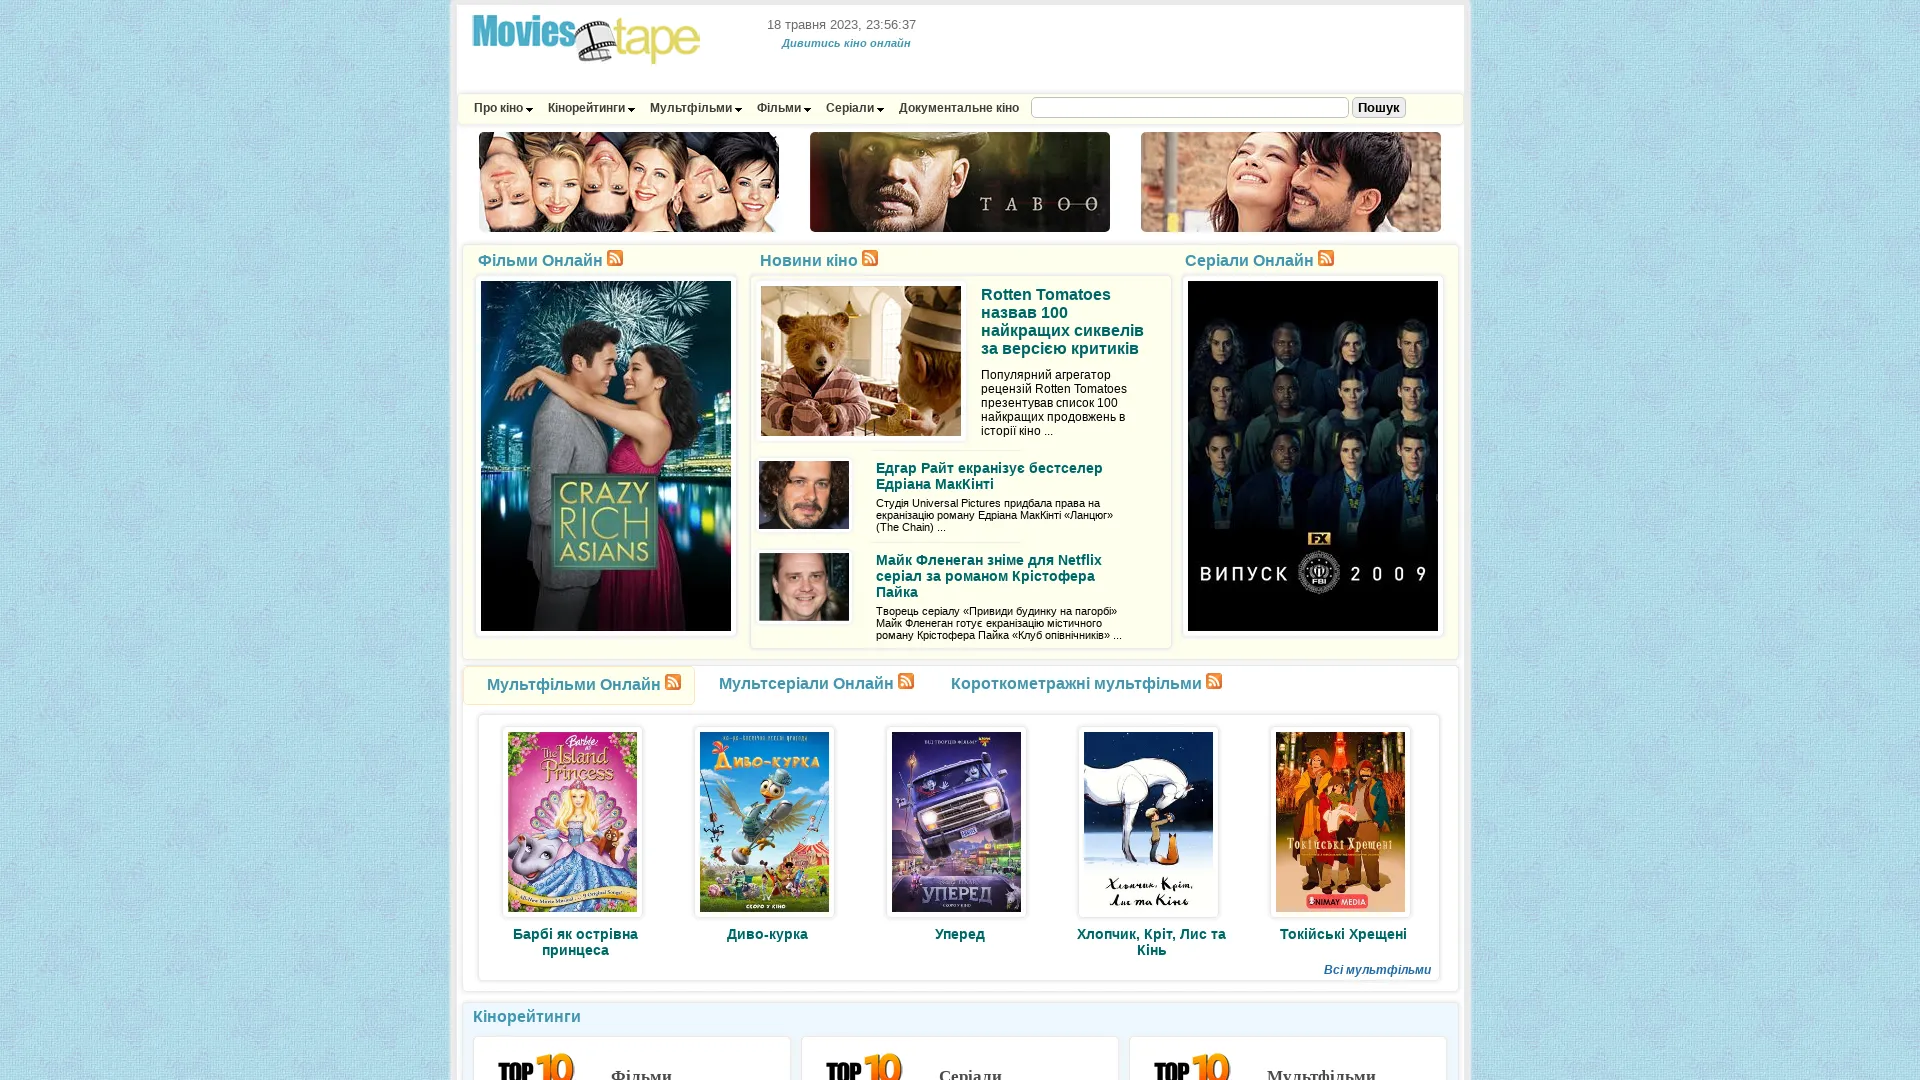 Movies tape
18 травня 2023, 23:56:37
Дивитись кіно онлайн
Про кіно Кінорейтинги Мультфільми Фільми Серіали Документальне кіно Пошук
TABOO
Фільми Онлайн
Новини кіно
Серіали Онлайн
CRAZY
RICH
ASIANS
Rotten Tomatoes
назвав 100
найкращих сиквелів
за версією критиків
Популярний агрегатор
рецензій Rotten Tomatoes
презентував список 100
найкращих продовжень в
історії кіно ...
Едгар Райт екранізує бестселер
Едріана МакКінті
Студія Universal Pictures придбала права на
екранізацію роману Едріана МакКінті «Ланцюг»
(The Chain) ...
Майк Фленеган зніме для Netflix
серіал за романом Крістофера
Пайка
Творець серіалу «Привиди будинку на пагорбі»
Майк Фленеган готує екранізацію містичного
роману Крістофера Пайка «Клуб опівнічників» ...
FX
ВИПУСК FBI 2009
Мультфільми Онлайн
Мультсеріали Онлайн
Короткометражні мультфільми
Barbie
The Island
Princess
ДИВО-КУРКА
СКОРО У КІНО
УПЕРЕД
СКОРО У КІНО
Хлопчик, Кріт,
Лис та Кінь
Токійські Хрещені
ANIMAY MEDIA
Барбі як острівна
принцеса
Диво-курка
Уперед
Хлопчик, Кріт, Лис та
Кінь
Токійські Хрещені
Всі мультфільми
Кінорейтинги
TOP 10 Фільми
TOP 10 Серіали
TOP 10 Мультфільми